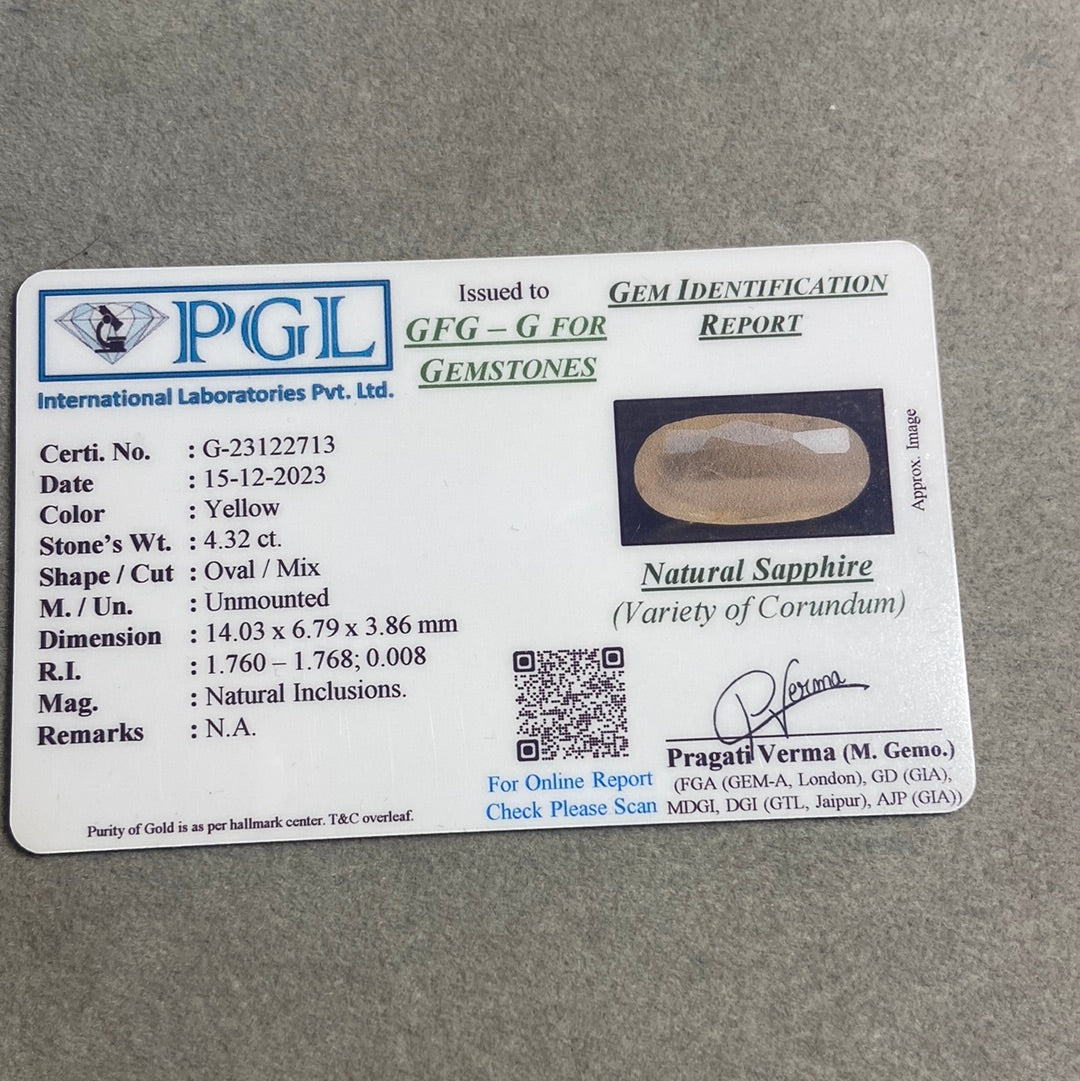 PGL
International Laboratories Pvt. Ltd.
Issued to
GFG – G FOR
GEMSTONES
GEM IDENTIFICATION
REPORT
Certi. No. : G-23122713
Date : 15-12-2023
Color : Yellow
Stone's Wt. : 4.32 ct.
Shape / Cut : Oval / Mix
M. / Un. : Unmounted
Dimension : 14.03 x 6.79 x 3.86 mm
R.I. : 1.760 – 1.768; 0.008
Mag. : Natural Inclusions.
Remarks : N.A.
Purity of Gold is as per hallmark center. T&C overleaf.
Approx. Image
Natural Sapphire
(Variety of Corundum)
For Online Report
Check Please Scan
PVerma
Pragati Verma (M. Gemo.)
(FGA (GEM-A, London), GD (GIA),
MDGI, DGI (GTL, Jaipur), AJP (GIA))